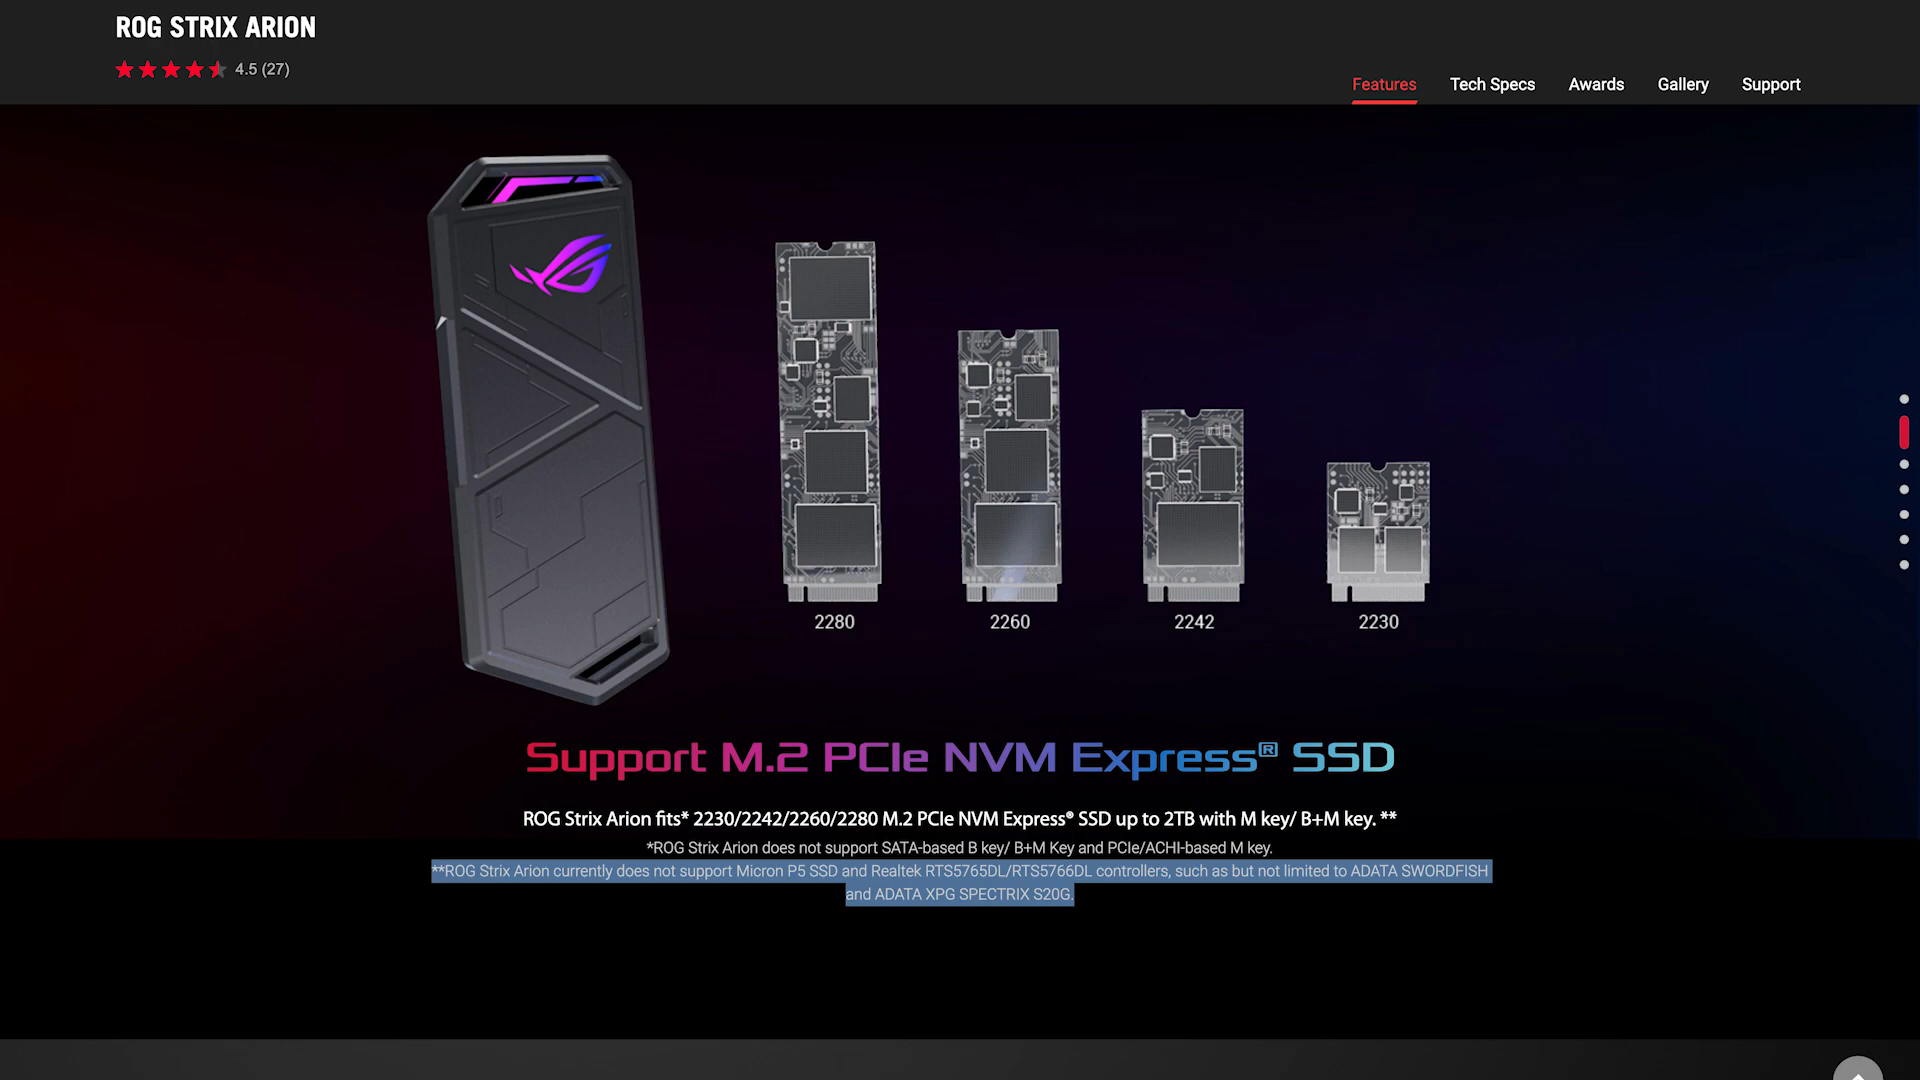 ROG STRIX ARION
4.5 (27)
Features Tech Specs Awards Gallery Support
2280 2260 2242 2230
Support M.2 PCIe NVM Express® SSD
ROG Strix Arion fits* 2230/2242/2260/2280 M.2 PCIe NVM Express® SSD up to 2TB with M key/ B+M key. **
*ROG Strix Arion does not support SATA-based B key/ B+M Key and PCIe/ACHI-based M key.
**ROG Strix Arion currently does not support Micron P5 SSD and Realtek RTS5765DL/RTS5766DL controllers, such as but not limited to ADATA SWORDFISH
and ADATA XPG SPECTRIX S20G.